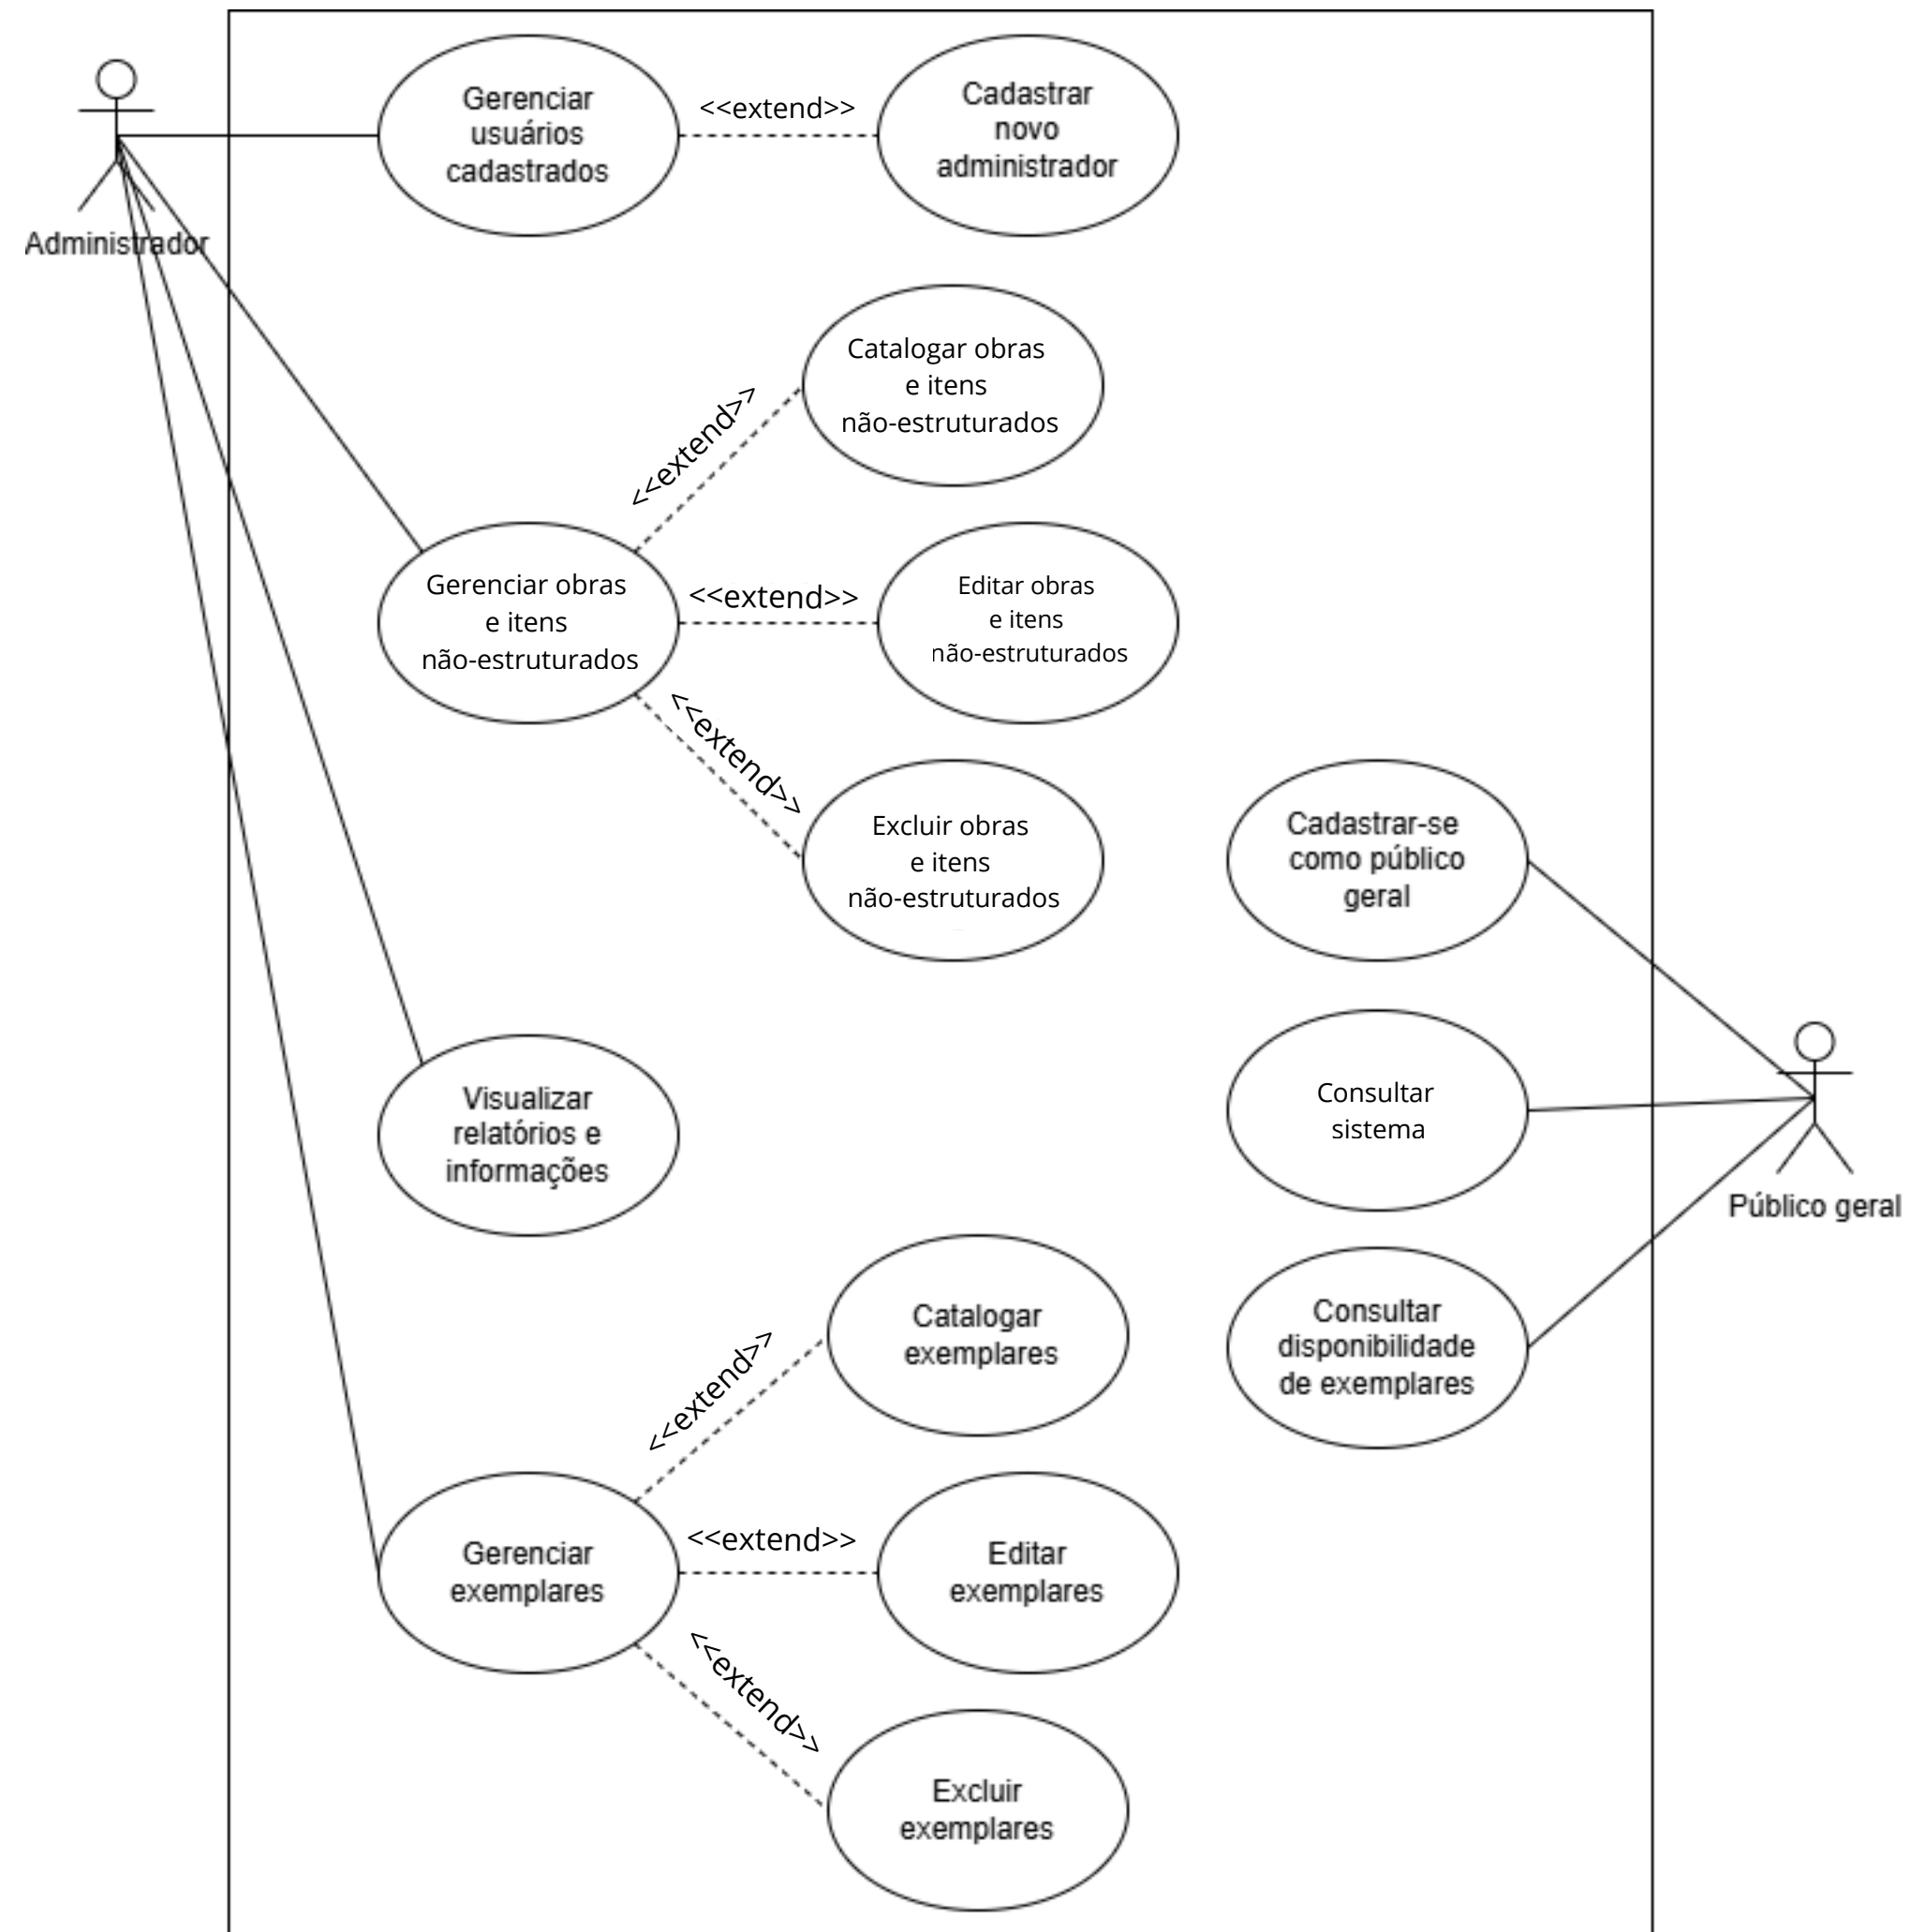 Gerenciar
usuários
cadastrados
<<extend>>
Cadastrar
novo
administrador
Administrador
Catalogar obras
e itens
não-estruturados
<<extend>>
Gerenciar obras
e itens
não-estruturados
<<extend>>
Editar obras
e itens
não-estruturados
<<extend>>
Excluir obras
e itens
não-estruturados
Cadastrar-se
como público
geral
Visualizar
relatórios e
informações
Consultar
sistema
Público geral
Catalogar
exemplares
<<extend>>
Consultar
disponibilidade
de exemplares
Gerenciar
exemplares
<<extend>>
Editar
exemplares
<<extend>>
Excluir
exemplares